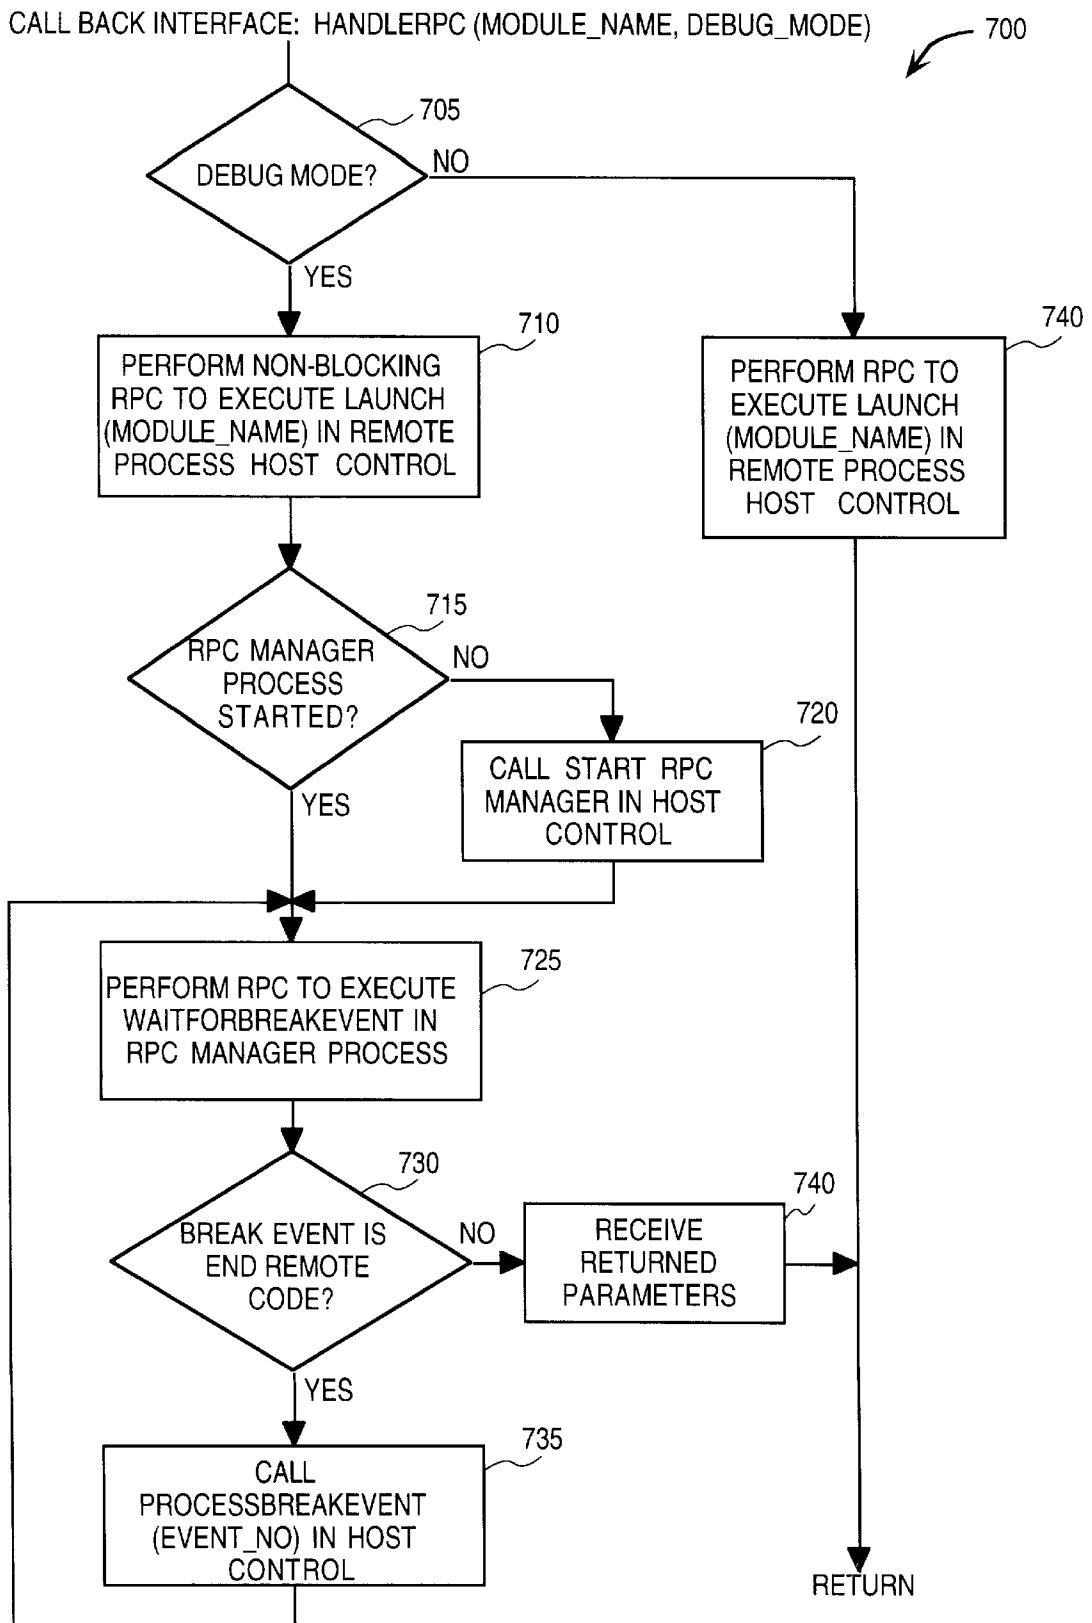 CALL BACK INTERFACE: HANDLERPC (MODULE_NAME, DEBUG_MODE)
700
705
DEBUG MODE?
NO
YES
710
PERFORM NON-BLOCKING
RPC TO EXECUTE LAUNCH
(MODULE_NAME) IN REMOTE
PROCESS HOST CONTROL
740
PERFORM RPC TO
EXECUTE LAUNCH
(MODULE_NAME) IN
REMOTE PROCESS
HOST CONTROL
715
RPC MANAGER
PROCESS
STARTED?
NO
YES
720
CALL START RPC
MANAGER IN HOST
CONTROL
725
PERFORM RPC TO EXECUTE
WAITFORBREAKEVENT IN
RPC MANAGER PROCESS
730
BREAK EVENT IS
END REMOTE
CODE?
NO
YES
740
RECEIVE
RETURNED
PARAMETERS
735
CALL
PROCESSBREAKEVENT
(EVENT_NO) IN HOST
CONTROL
RETURN